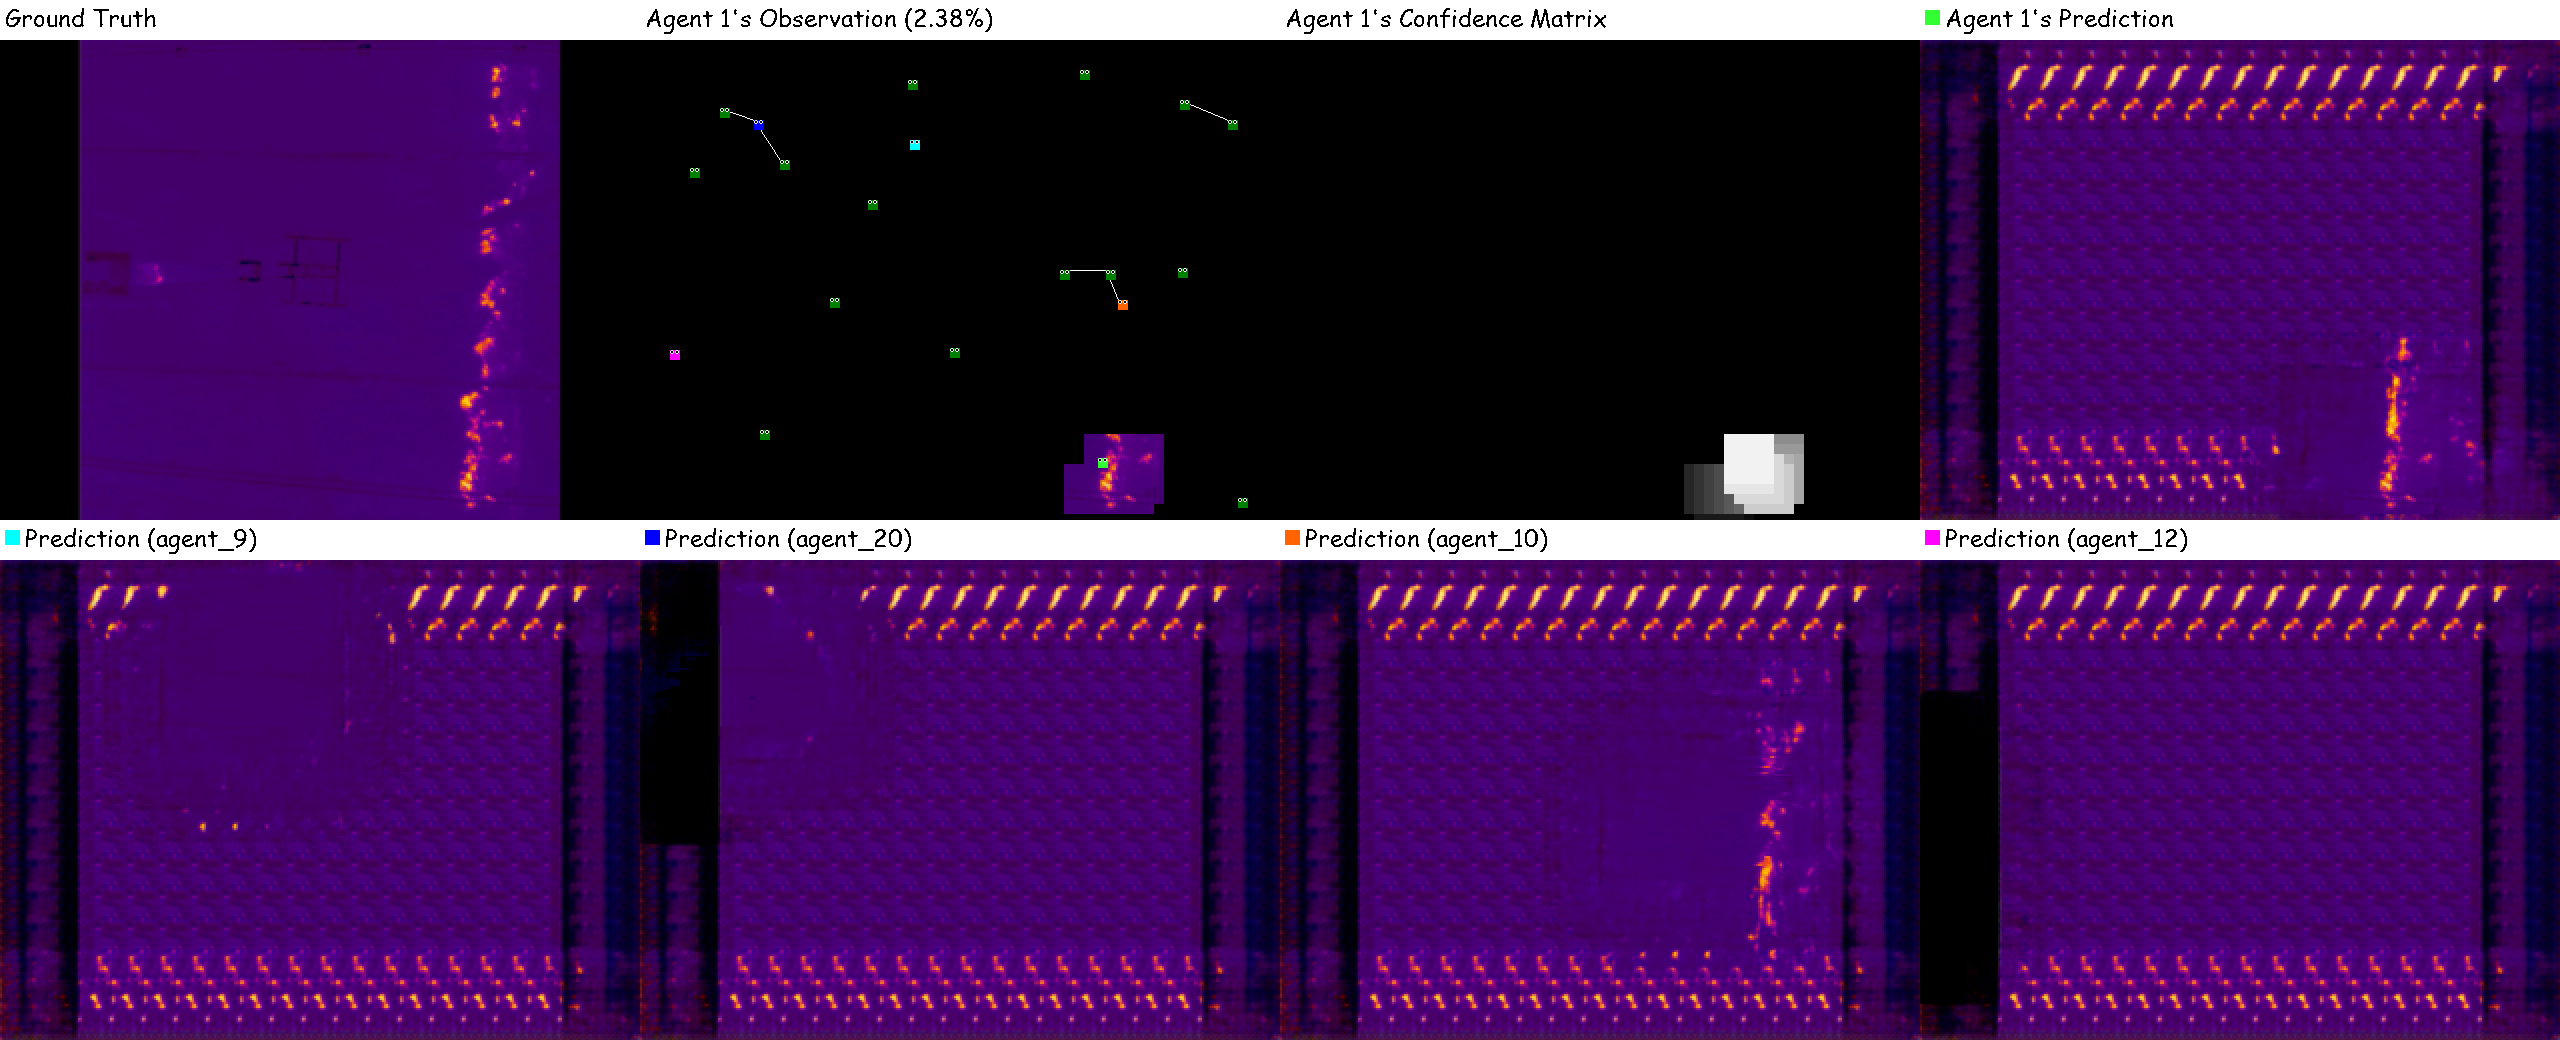 Ground Truth
Agent 1's Observation (2.38%)
Agent 1's Confidence Matrix
Agent 1's Prediction
Prediction (agent_9)
Prediction (agent_20)
Prediction (agent_10)
Prediction (agent_12)